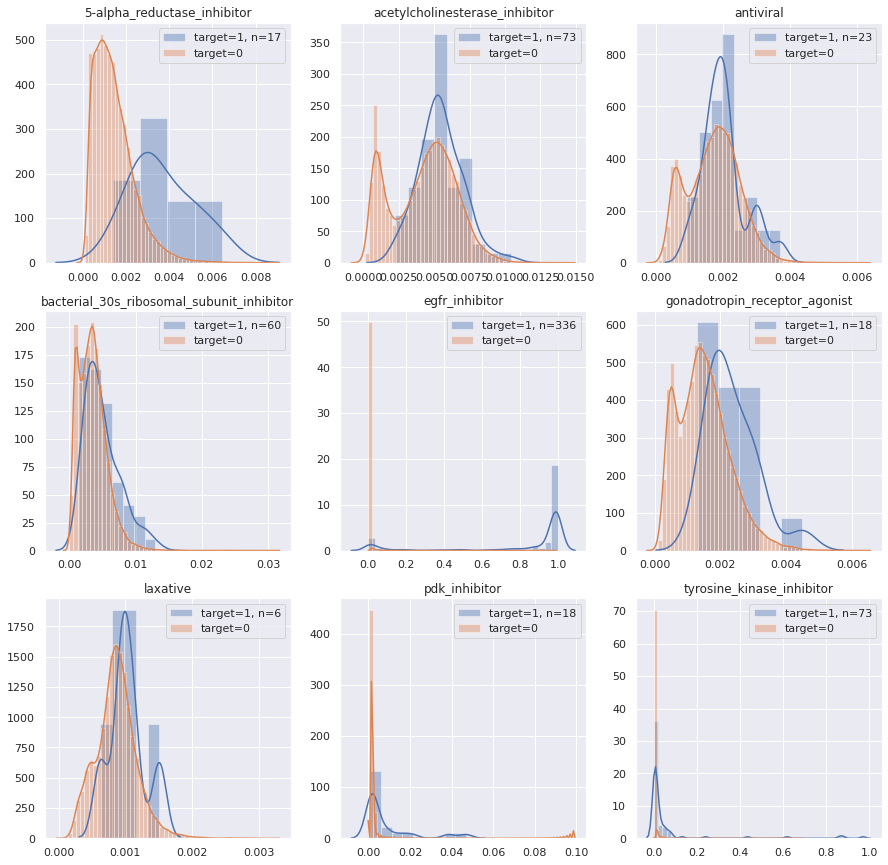 5-alpha_reductase_inhibitor
target=1, n=17
target=0
500
400
300
200
100
0
0.000 0.002 0.004 0.006 0.008
acetylcholinesterase_inhibitor
target=1, n=73
target=0
350
300
250
200
150
100
50
0
0.0000 0.0025 0.0050 0.0075 0.0100 0.0125 0.0150
antiviral
target=1, n=23
target=0
800
600
400
200
0
0.000 0.002 0.004 0.006
bacterial_30s_ribosomal_subunit_inhibitor
target=1, n=60
target=0
200
175
150
125
100
75
50
25
0
0.00 0.01 0.02 0.03
egfr_inhibitor
target=1, n=336
target=0
50
40
30
20
10
0
0.0 0.2 0.4 0.6 0.8 1.0
gonadotropin_receptor_agonist
target=1, n=18
target=0
600
500
400
300
200
100
0
0.000 0.002 0.004 0.006
laxative
target=1, n=6
target=0
1750
1500
1250
1000
750
500
250
0
0.000 0.001 0.002 0.003
pdk_inhibitor
target=1, n=18
target=0
400
300
200
100
0
0.00 0.02 0.04 0.06 0.08 0.10
tyrosine_kinase_inhibitor
target=1, n=73
target=0
70
60
50
40
30
20
10
0
0.0 0.2 0.4 0.6 0.8 1.0